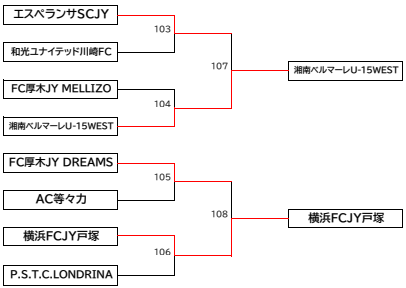 エスペランサSCJY
103
和光ユナイテッド川崎FC
107
湘南ベルマーレU-15WEST
FC厚木JY MELLIZO
104
湘南ベルマーレU-15WEST
FC厚木JY DREAMS
105
AC等々力
108
横浜FCJY戸塚
横浜FCJY戸塚
106
P.S.T.C.LONDRINA